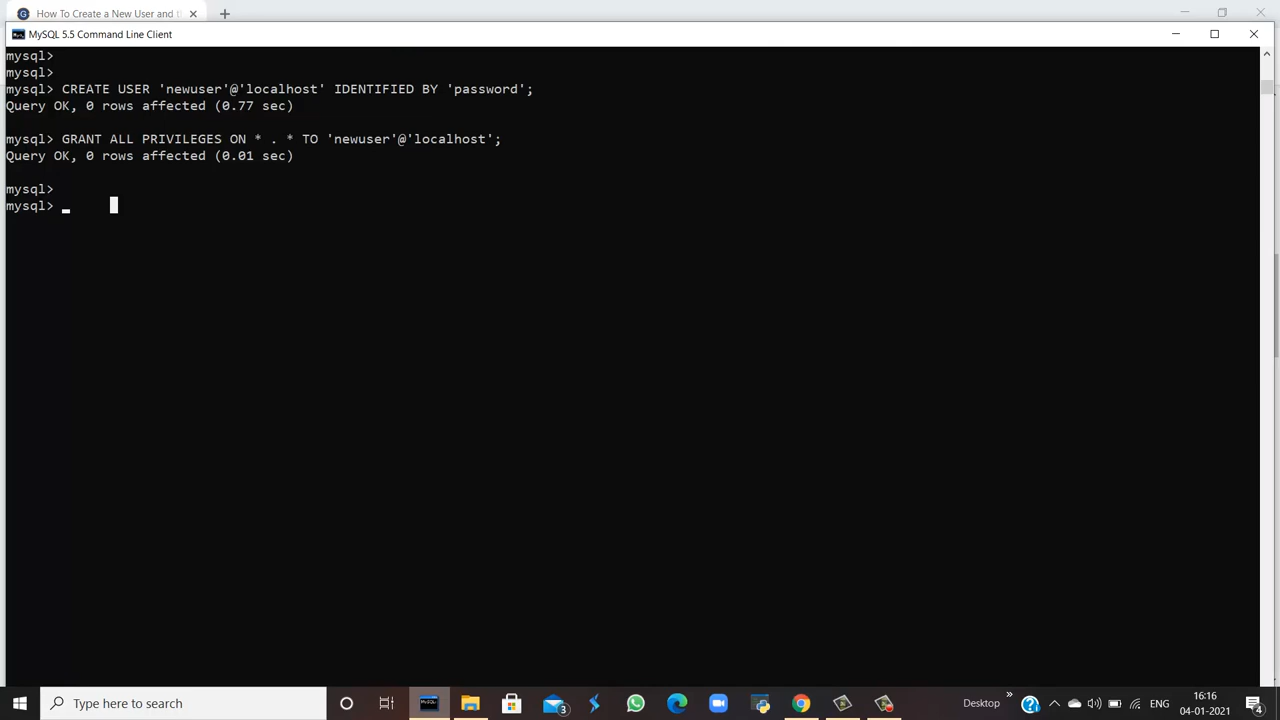 How To Create a New User and t
MySQL 5.5 Command Line Client
mysql>
mysql>
mysql> CREATE USER 'newuser'@'localhost' IDENTIFIED BY 'password';
Query OK, 0 rows affected (0.77 sec)
mysql> GRANT ALL PRIVILEGES ON * . * TO 'newuser'@'localhost';
Query OK, 0 rows affected (0.01 sec)
mysql>
mysql> _
Type here to search
3
Desktop
»
ENG
16:16
04-01-2021
4